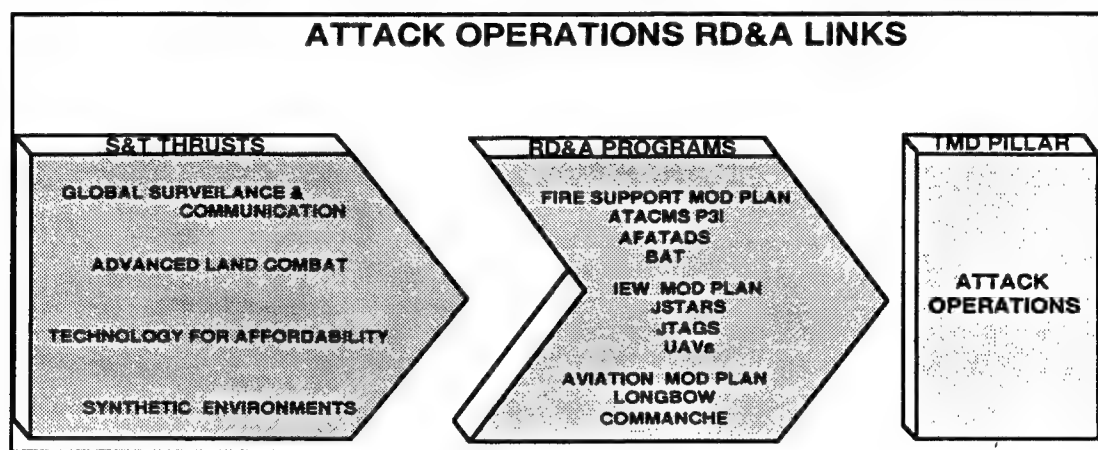 ATTACK OPERATIONS RD&A LINKS
S&T THRUSTS
GLOBAL SURVEILANCE &
COMMUNICATION
ADVANCED LAND COMBAT
TECHNOLOGY FOR AFFORDABILITY
SYNTHETIC ENVIRONMENTS
RD&A PROGRAMS
FIRE SUPPORT MOD PLAN
ATACMS P3I
AFATADS
BAT
IEW MOD PLAN
JSTARS
JTAGS
UAVs
AVIATION MOD PLAN
LONGBOW
COMMANCHE
TMD PILLAR
ATTACK
OPERATIONS